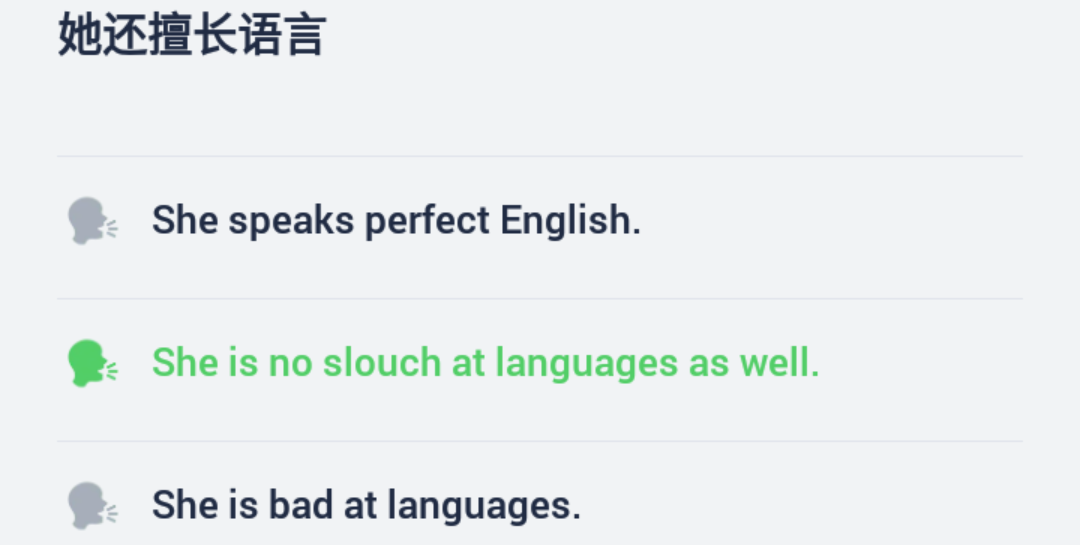 她还擅长语言
She speaks perfect English.
She is no slouch at languages as well.
She is bad at languages.